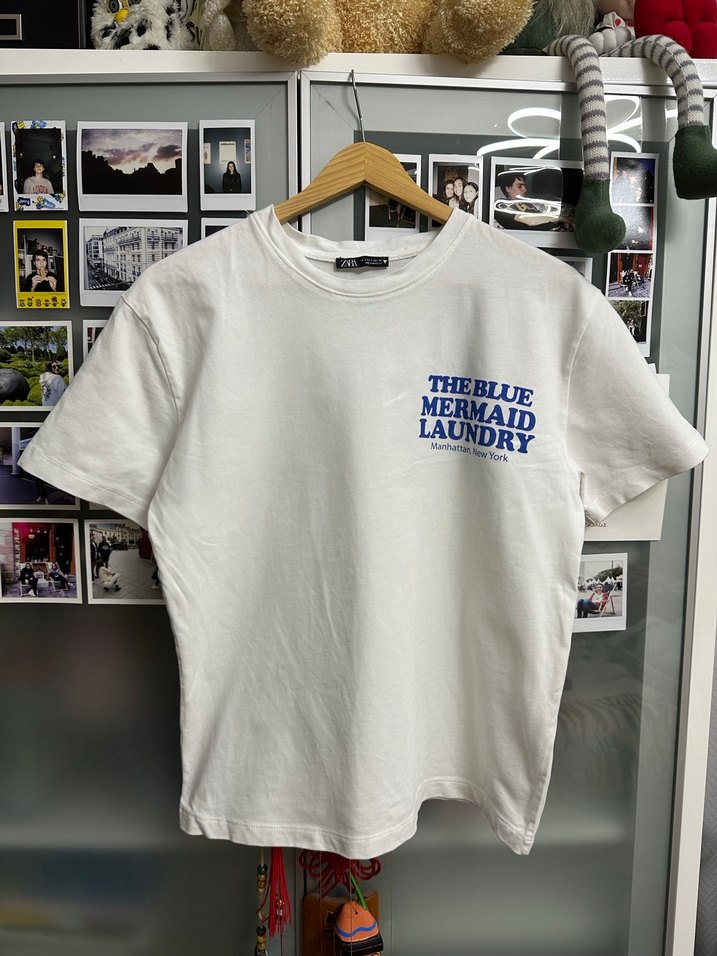 ZARA
THE BLUE
MERMAID
LAUNDRY
Manhattan, New York